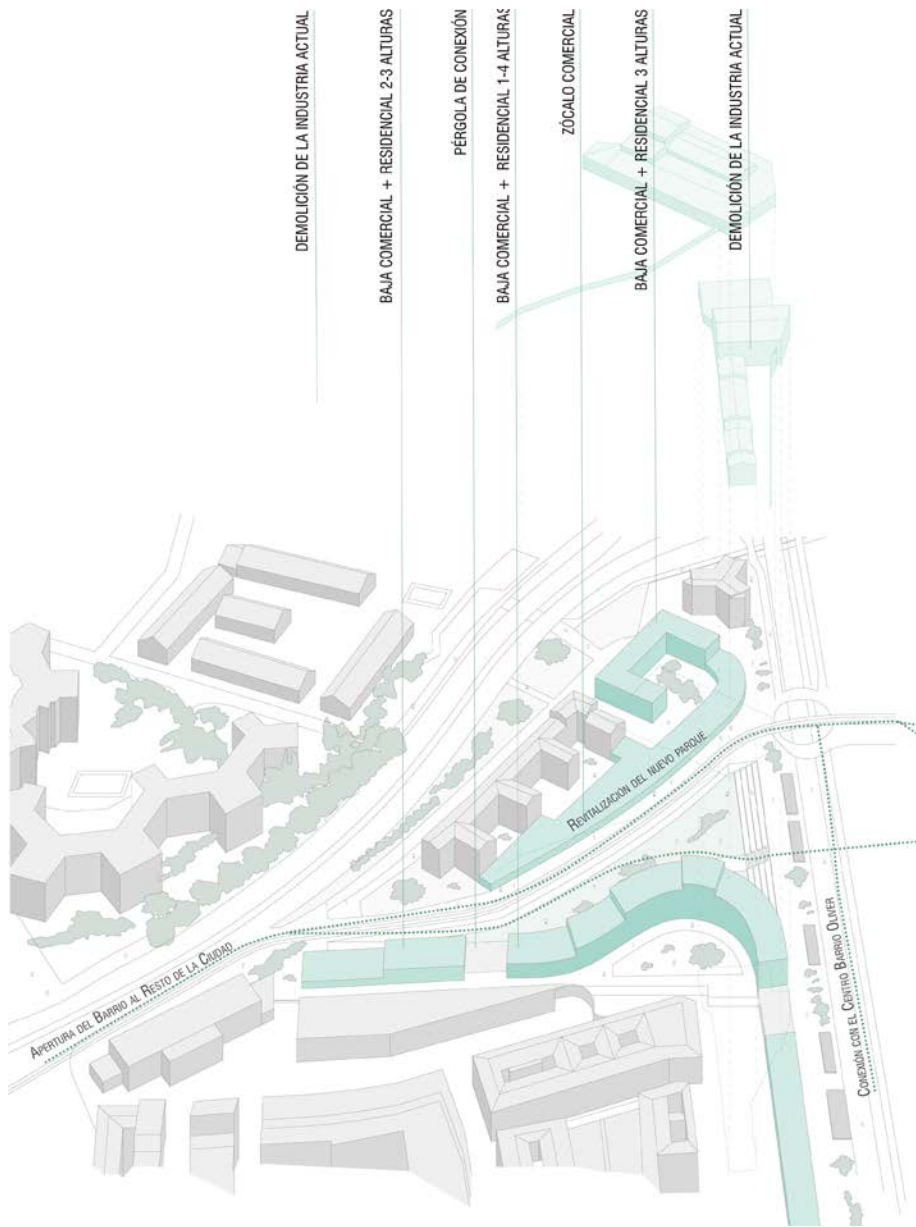 DEMOLICIÓN DE LA INDUSTRIA ACTUAL
BAJA COMERCIAL + RESIDENCIAL 2-3 ALTURAS
PÉRGOLA DE CONEXIÓN
BAJA COMERCIAL + RESIDENCIAL 1-4 ALTURAS
ZÓCALO COMERCIAL
BAJA COMERCIAL + RESIDENCIAL 3 ALTURAS
DEMOLICIÓN DE LA INDUSTRIA ACTUAL
REVITALIZACIÓN DEL NUEVO PARQUE
APERTURA DEL BARRIO AL RESTO DE LA CIUDAD
CONEXIÓN CON EL CENTRO BARRIO OLIVER